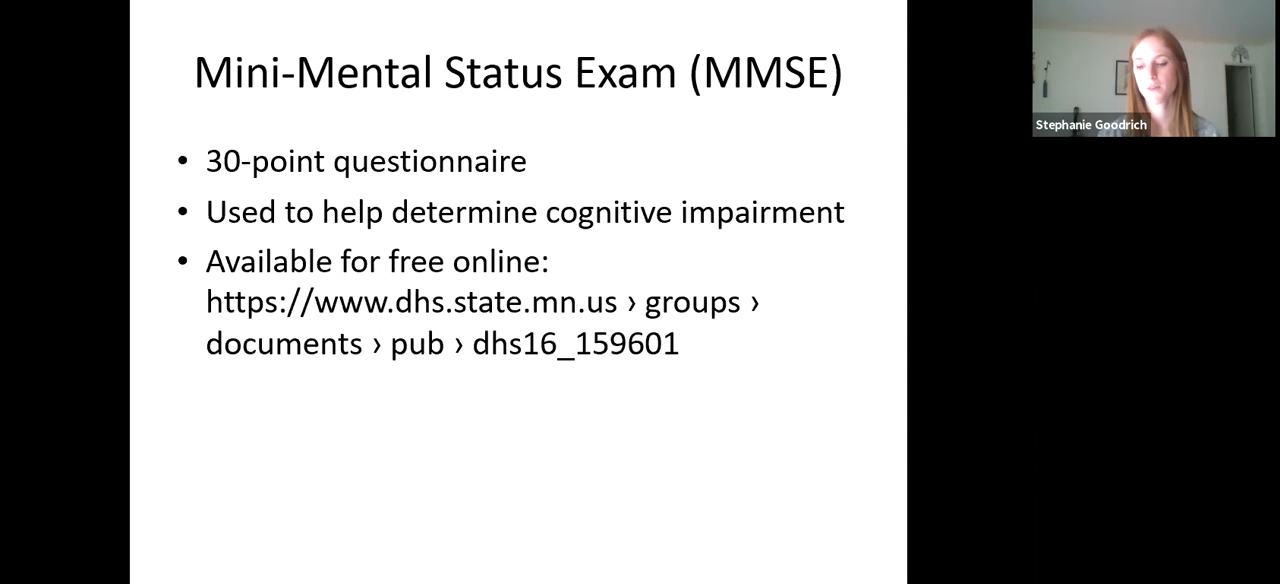 Mini-Mental Status Exam (MMSE)
• 30-point questionnaire
• Used to help determine cognitive impairment
• Available for free online:
https://www.dhs.state.mn.us › groups ›
documents › pub › dhs16_159601
Stephanie Goodrich